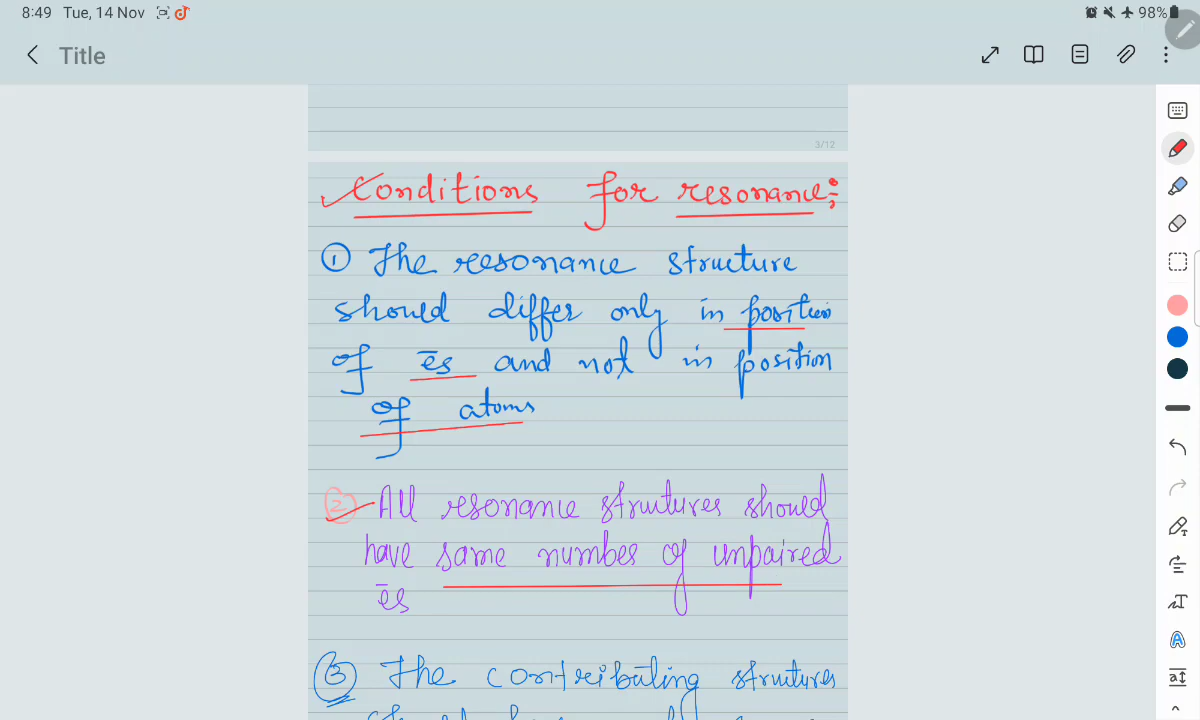 8:49 Tue, 14 Nov 98%
Title
3/12
Conditions for resonance:
① The resonance structure
should differ only in position
of ēs and not in position
of atoms
② All resonance structures should
have same number of unpaired
ēs
③ The contributing structures